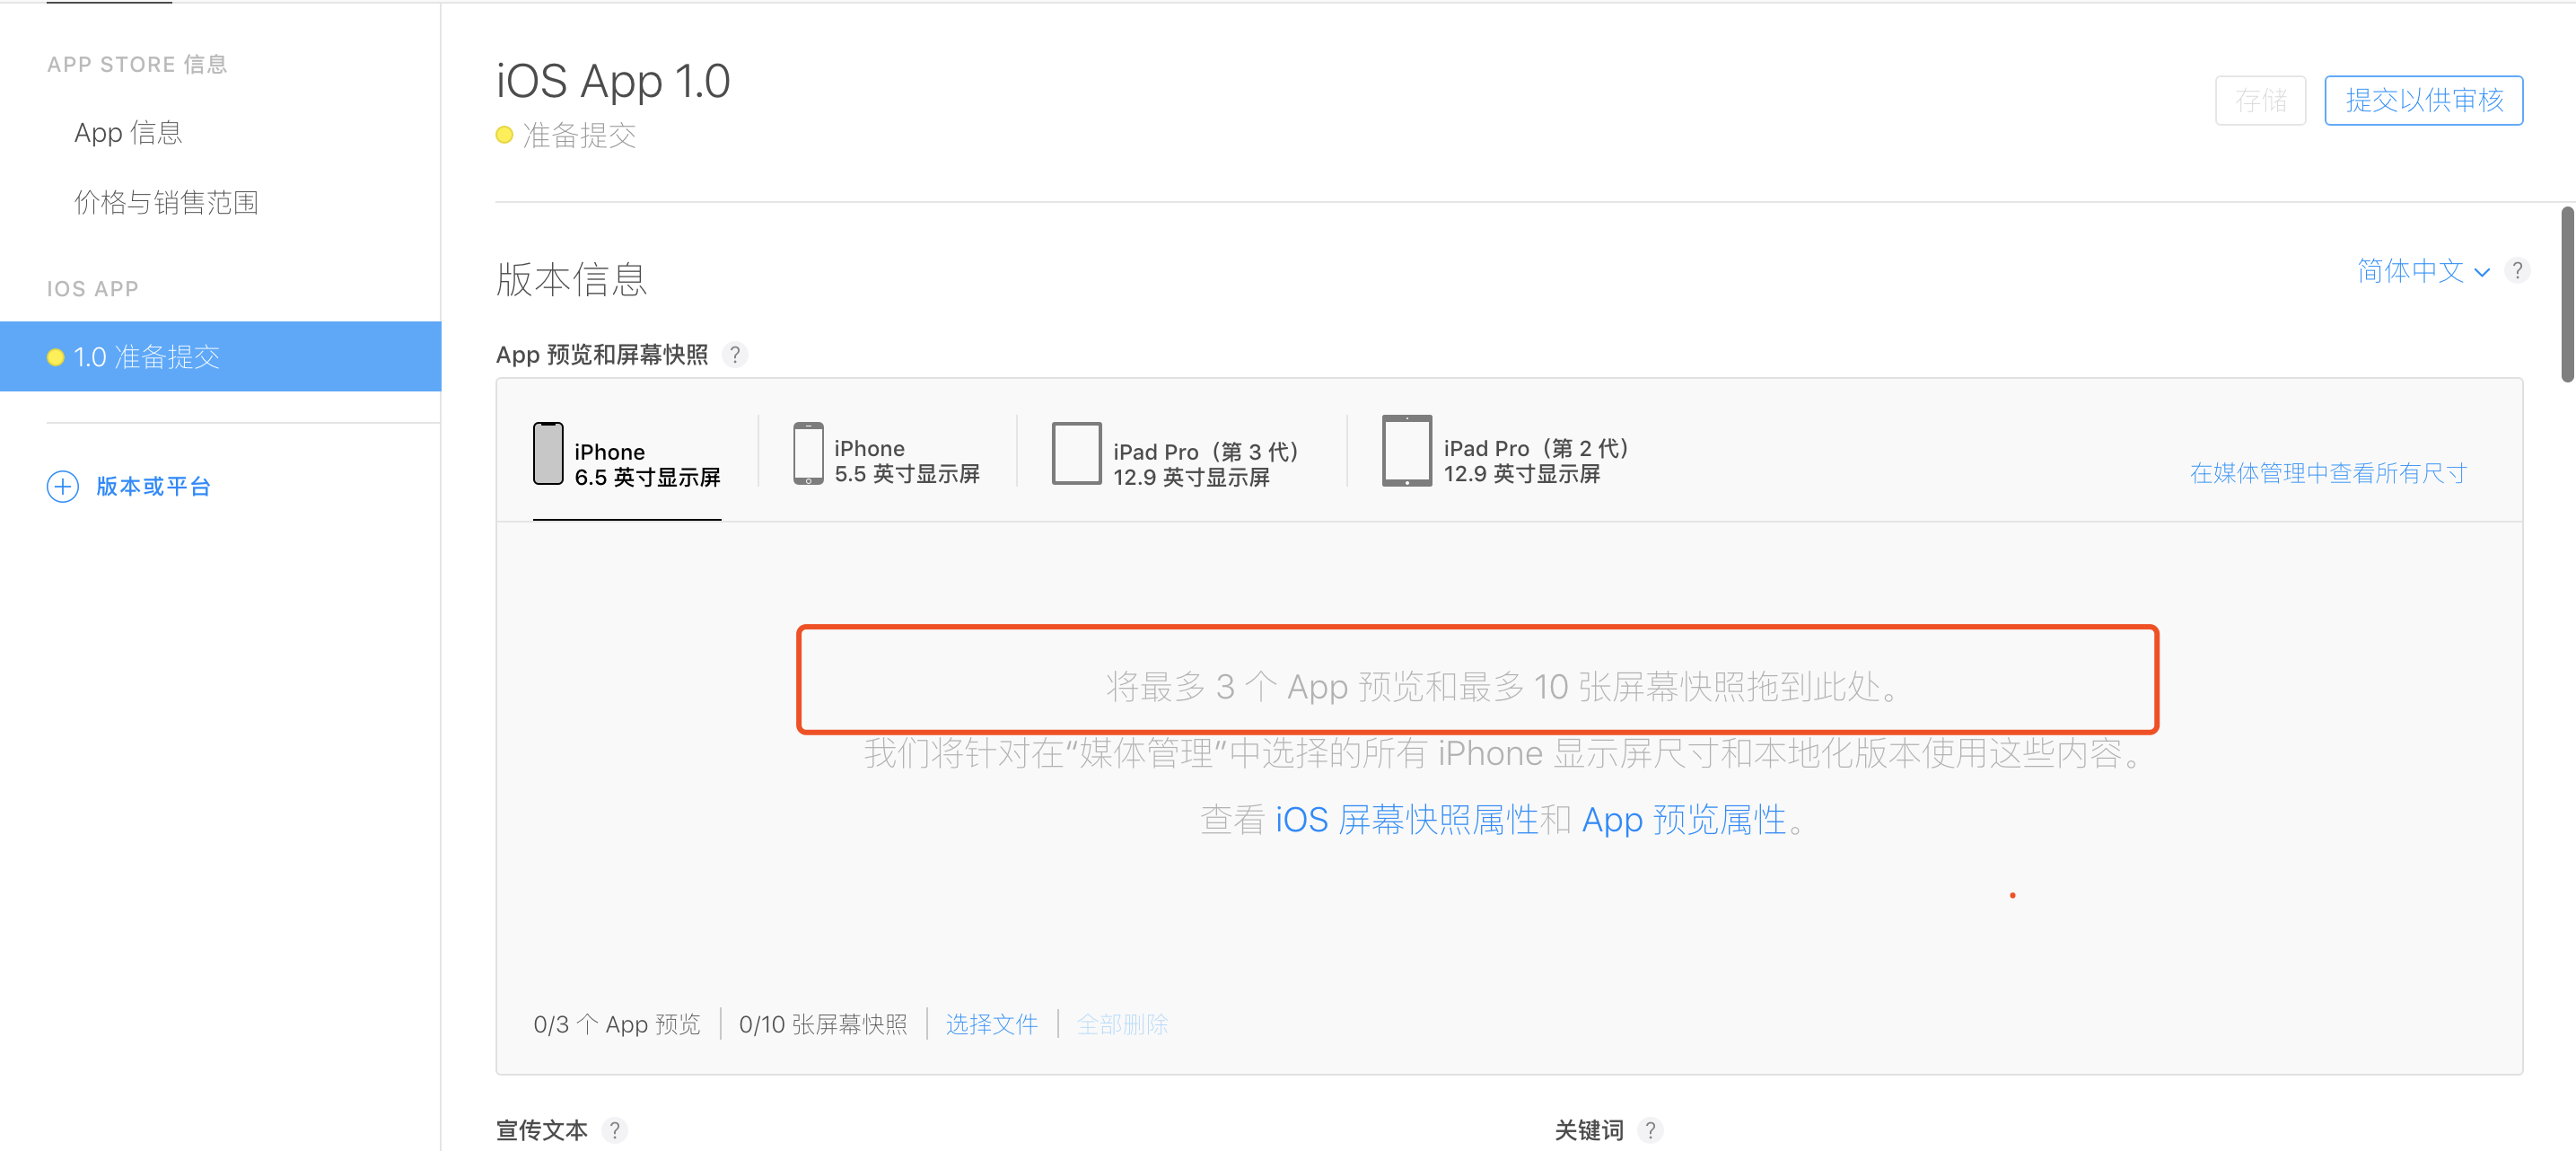 APP STORE 信息
App 信息
价格与销售范围
IOS APP
1.0 准备提交
版本或平台
iOS App 1.0
准备提交
存储
提交以供审核
版本信息
简体中文
?
App 预览和屏幕快照 ?
iPhone
6.5 英寸显示屏
iPhone
5.5 英寸显示屏
iPad Pro（第 3 代）
12.9 英寸显示屏
iPad Pro（第 2 代）
12.9 英寸显示屏
在媒体管理中查看所有尺寸
将最多 3 个 App 预览和最多 10 张屏幕快照拖到此处。
我们将针对在“媒体管理”中选择的所有 iPhone 显示屏尺寸和本地化版本使用这些内容。
查看 iOS 屏幕快照属性和 App 预览属性。
0/3 个 App 预览
0/10 张屏幕快照
选择文件
全部删除
宣传文本 ?
关键词 ?